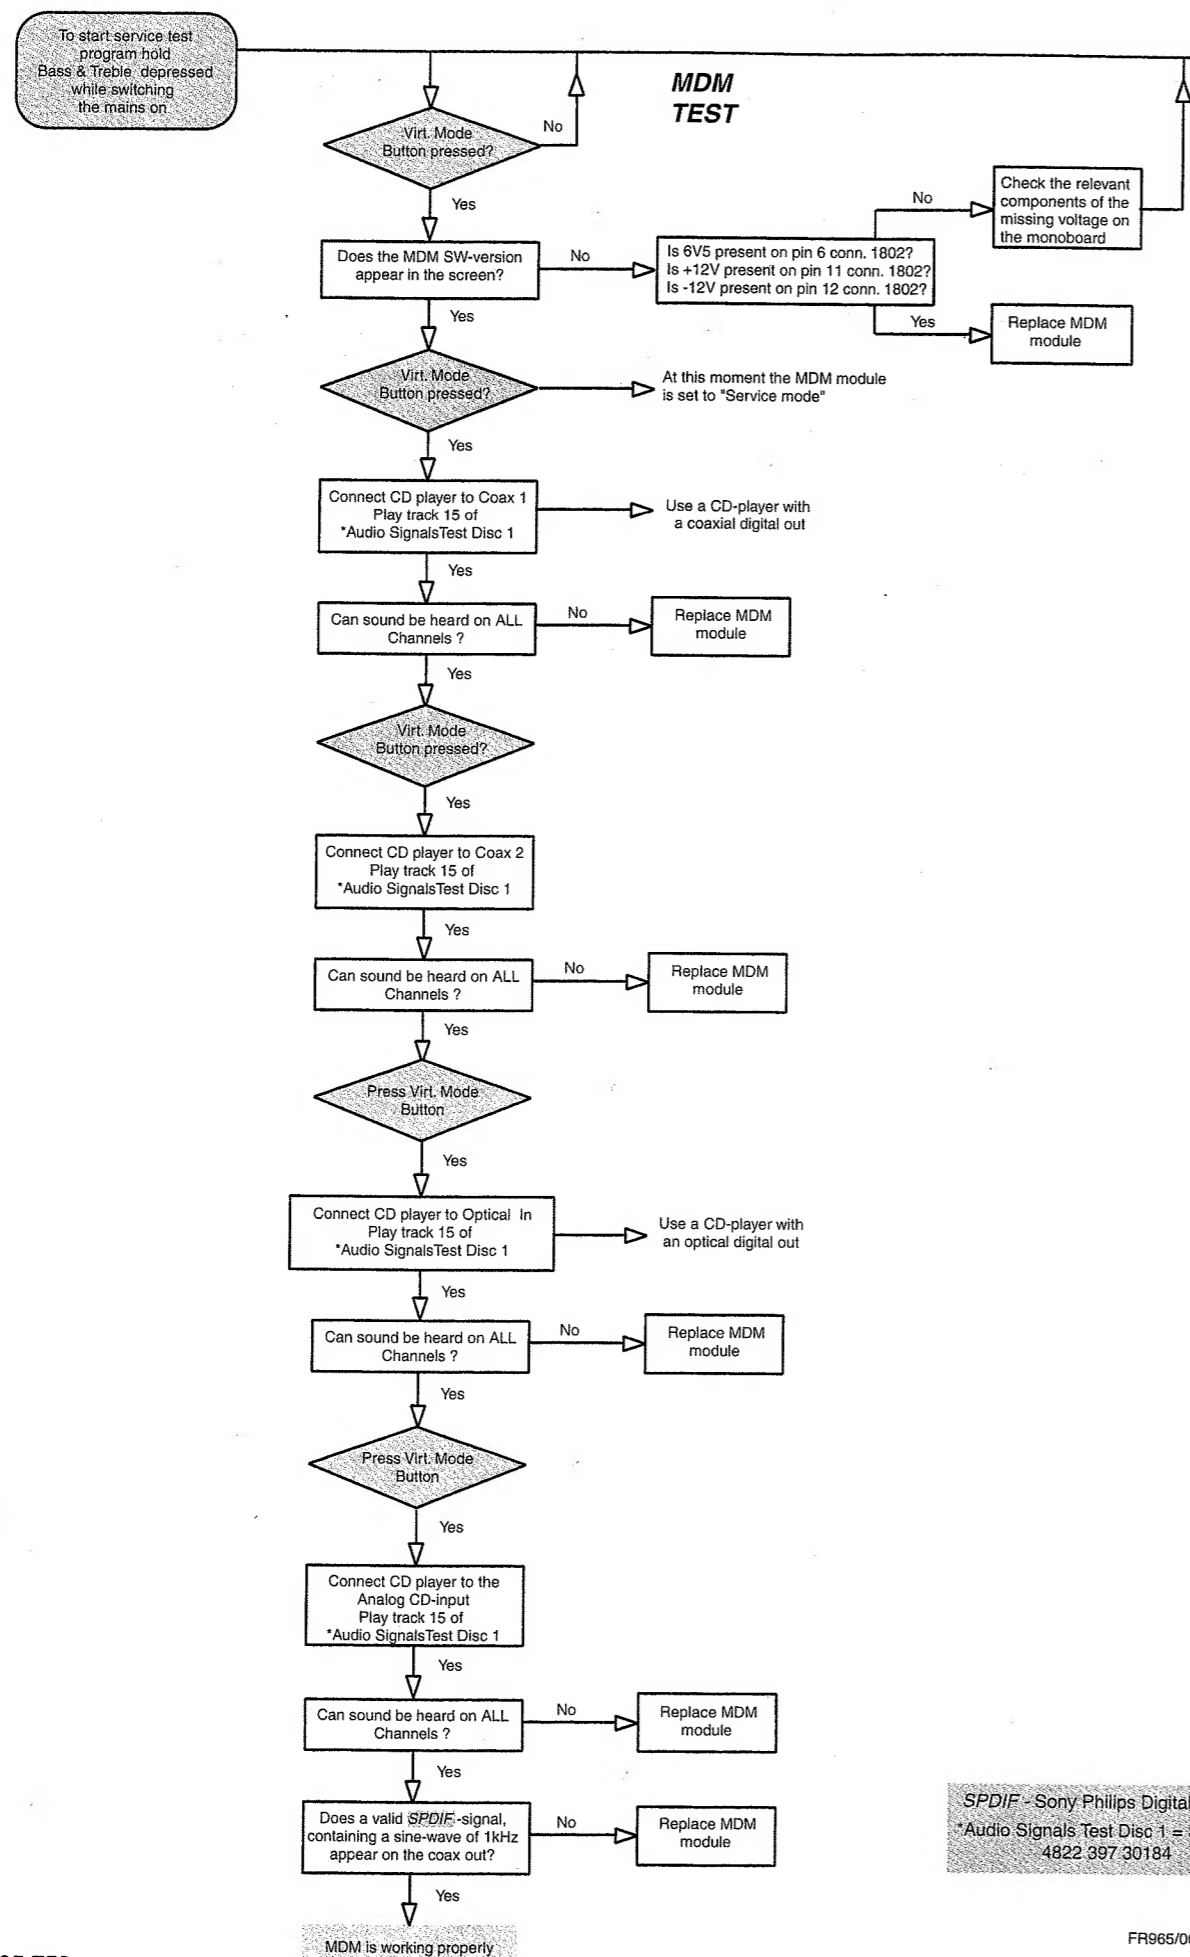 To start service test
program hold
Bass & Treble depressed
while switching
the mains on
MDM
TEST
Virt. Mode
Button pressed?
No
Yes
Does the MDM SW-version
appear in the screen?
No
Is 6V5 present on pin 6 conn. 1802?
Is +12V present on pin 11 conn. 1802?
Is -12V present on pin 12 conn. 1802?
No
Check the relevant
components of the
missing voltage on
the monoboard
Yes
Replace MDM
module
Yes
Virt. Mode
Button pressed?
At this moment the MDM module
is set to "Service mode"
Yes
Connect CD player to Coax 1
Play track 15 of
*Audio SignalsTest Disc 1
Use a CD-player with
a coaxial digital out
Yes
Can sound be heard on ALL
Channels ?
No
Replace MDM
module
Yes
Virt. Mode
Button pressed?
Yes
Connect CD player to Coax 2
Play track 15 of
*Audio SignalsTest Disc 1
Yes
Can sound be heard on ALL
Channels ?
No
Replace MDM
module
Yes
Press Virt. Mode
Button
Yes
Connect CD player to Optical In
Play track 15 of
*Audio SignalsTest Disc 1
Use a CD-player with
an optical digital out
Yes
Can sound be heard on ALL
Channels ?
No
Replace MDM
module
Yes
Press Virt. Mode
Button
Yes
Connect CD player to the
Analog CD-input
Play track 15 of
*Audio SignalsTest Disc 1
Yes
Can sound be heard on ALL
Channels ?
No
Replace MDM
module
Yes
Does a valid SPDIF-signal,
containing a sine-wave of 1kHz
appear on the coax out?
No
Replace MDM
module
Yes
MDM is working properly
SPDIF - Sony Philips Digital
*Audio Signals Test Disc 1 =
4822 397 30184